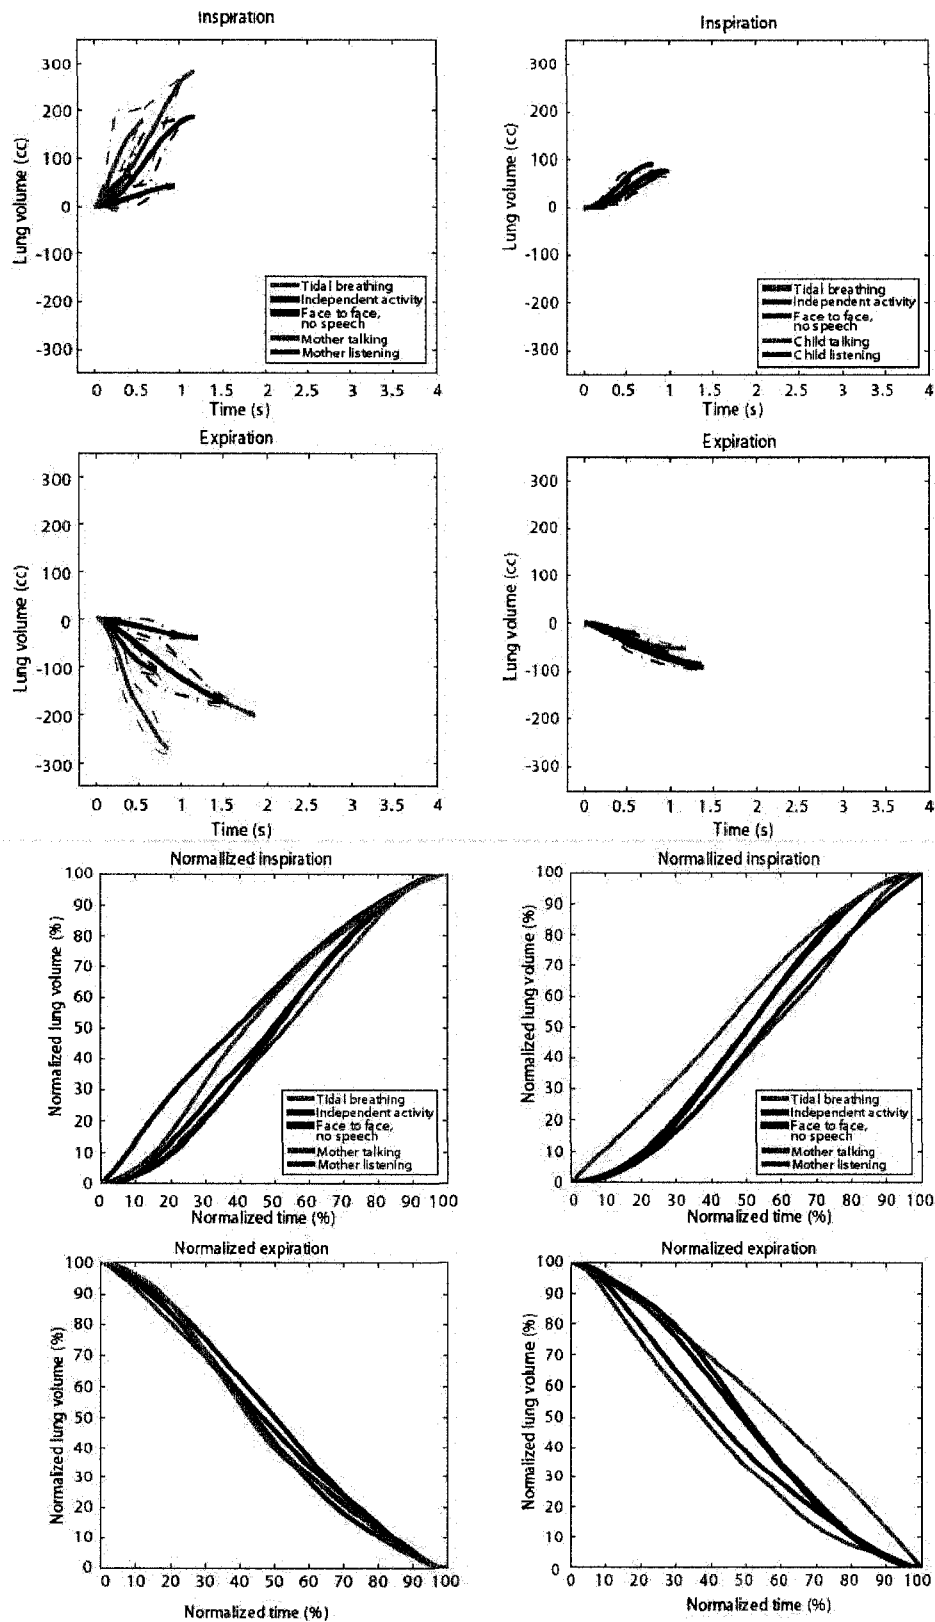 Inspiration
300
200
100
0
-100
-200
-300
Lung volume (cc)
Tidal breathing
Independent activity
Face to face,
no speech
Mother talking
Mother listening
0 0.5 1 1.5 2 2.5 3 3.5 4
Time (s)
Inspiration
300
200
100
0
-100
-200
-300
Lung volume (cc)
Tidal breathing
Independent activity
Face to face,
no speech
Child talking
Child listening
0 0.5 1 1.5 2 2.5 3 3.5 4
Time (s)
Expiration
300
200
100
0
-100
-200
-300
Lung volume (cc)
0 0.5 1 1.5 2 2.5 3 3.5 4
Time (s)
Expiration
300
200
100
0
-100
-200
-300
Lung volume (cc)
0 0.5 1 1.5 2 2.5 3 3.5 4
Time (s)
Normallized inspiration
100
90
80
70
60
50
40
30
20
10
0
Normalized lung volume (%)
Tidal breathing
Independent activity
Face to face,
no speech
Mother talking
Mother listening
0 10 20 30 40 50 60 70 80 90 100
Normalized time (%)
Normallized inspiration
100
90
80
70
60
50
40
30
20
10
0
Normalized lung volume (%)
Tidal breathing
Independent activity
Face to face,
no speech
Mother talking
Mother listening
0 10 20 30 40 50 60 70 80 90 100
Normalized time (%)
Normalized expiration
100
90
80
70
60
50
40
30
20
10
0
Normalized lung volume (%)
0 10 20 30 40 50 60 70 80 90 100
Normalized time (%)
Normalized expiration
100
90
80
70
60
50
40
30
20
10
0
Normalized lung volume (%)
0 10 20 30 40 50 60 70 80 90 100
Normalized time (%)